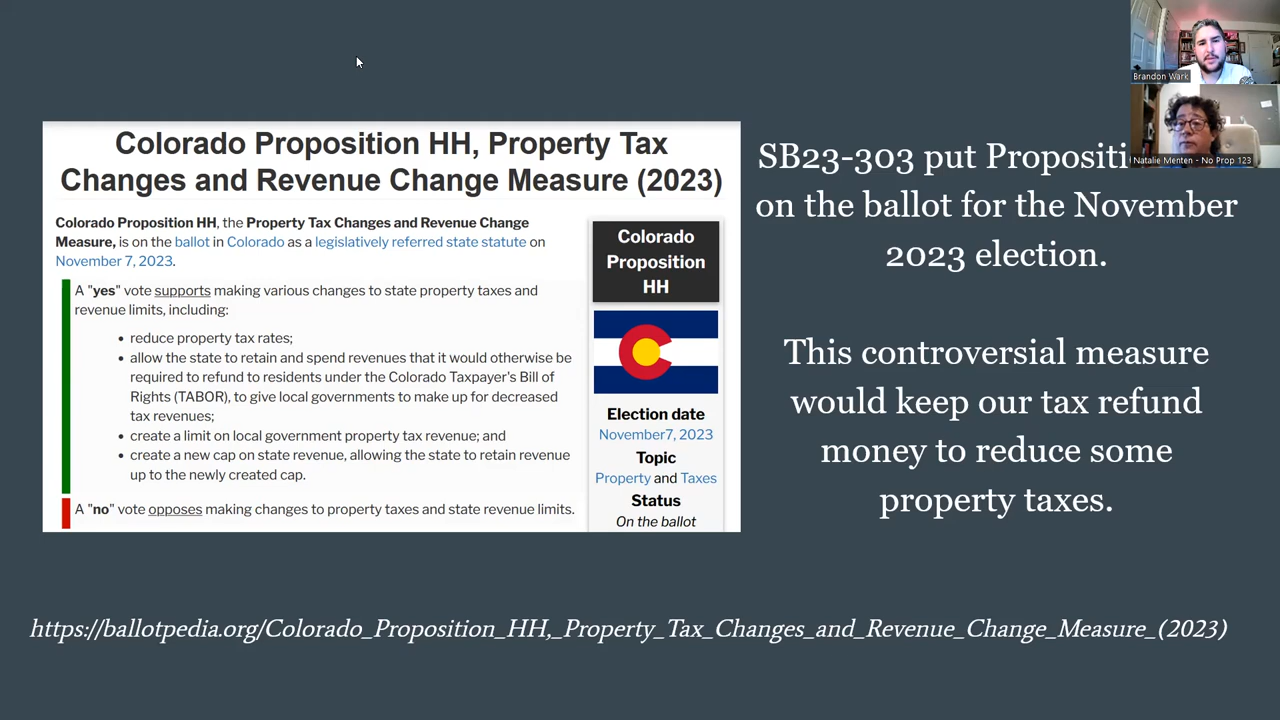 Colorado Proposition HH, Property Tax
Changes and Revenue Change Measure (2023)
Colorado Proposition HH, the Property Tax Changes and Revenue Change
Measure, is on the ballot in Colorado as a legislatively referred state statute on
November 7, 2023.
A "yes" vote supports making various changes to state property taxes and
revenue limits, including:
• reduce property tax rates;
• allow the state to retain and spend revenues that it would otherwise be
required to refund to residents under the Colorado Taxpayer's Bill of
Rights (TABOR), to give local governments to make up for decreased
tax revenues;
• create a limit on local government property tax revenue; and
• create a new cap on state revenue, allowing the state to retain revenue
up to the newly created cap.
A "no" vote opposes making changes to property taxes and state revenue limits.
Colorado
Proposition
HH
Election date
November7, 2023
Topic
Property and Taxes
Status
On the ballot
Brandon Wark
Natalie Menten - No Prop 123
SB23-303 put
on the ballot for the November
2023 election.
This controversial measure
would keep our tax refund
money to reduce some
property taxes.
https://ballotpedia.org/Colorado_Proposition_HH,_Property_Tax_Changes_and_Revenue_Change_Measure_(2023)